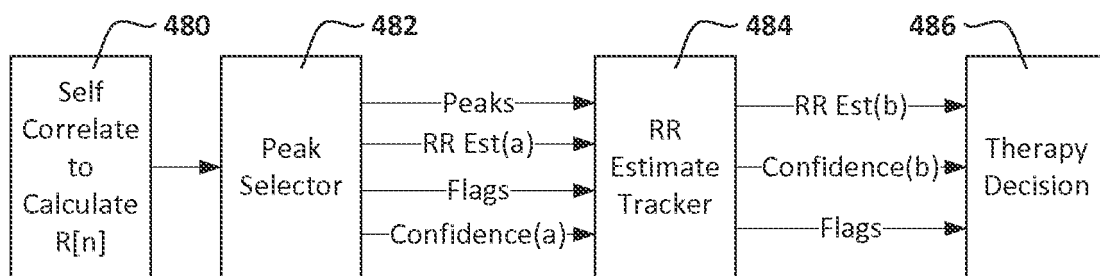 480
482
484
486
Self
Correlate
to
Calculate
R[n]
Peak
Selector
Peaks
RR Est(a)
Flags
Confidence(a)
RR
Estimate
Tracker
RR Est(b)
Confidence(b)
Flags
Therapy
Decision